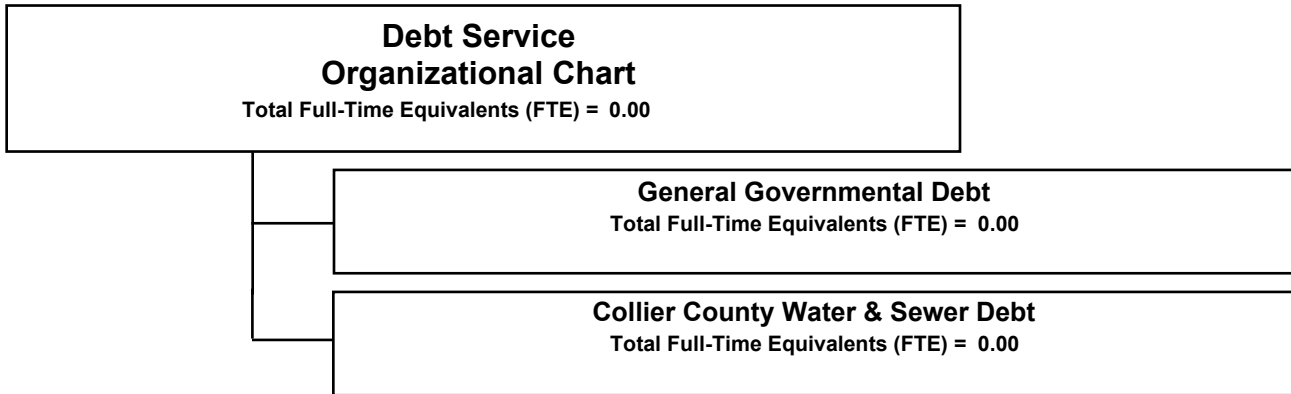 Debt Service
Organizational Chart
Total Full-Time Equivalents (FTE) = 0.00
General Governmental Debt
Total Full-Time Equivalents (FTE) = 0.00
Collier County Water & Sewer Debt
Total Full-Time Equivalents (FTE) = 0.00